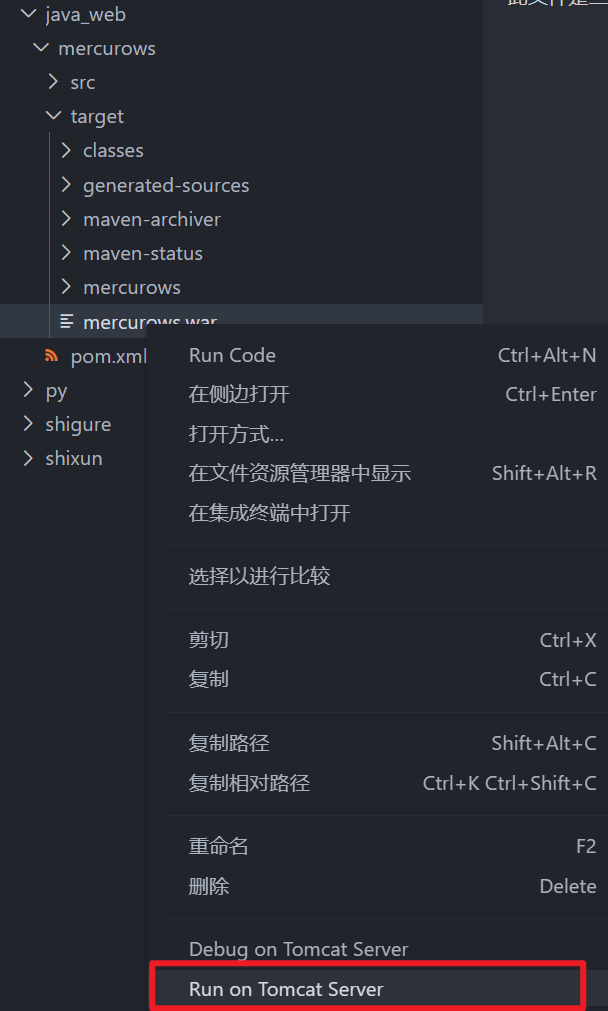 java_web
mercurows
src
target
classes
generated-sources
maven-archiver
maven-status
mercurows
mercurows.war
pom.xml
py
shigure
shixun
Run Code Ctrl+Alt+N
在侧边打开 Ctrl+Enter
打开方式...
在文件资源管理器中显示 Shift+Alt+R
在集成终端中打开
选择以进行比较
剪切 Ctrl+X
复制 Ctrl+C
复制路径 Shift+Alt+C
复制相对路径 Ctrl+K Ctrl+Shift+C
重命名 F2
删除 Delete
Debug on Tomcat Server
Run on Tomcat Server